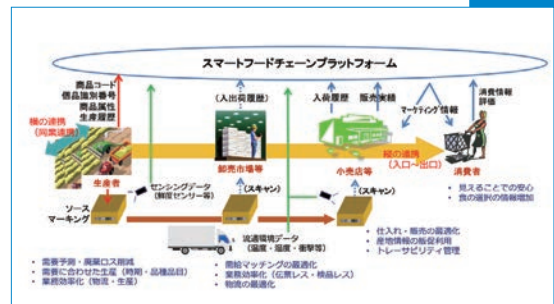 スマートフードチェーンプラットフォーム
商品コード
個品識別番号
商品属性
生産履歴
(入出荷履歴)
入荷履歴
販売実績
マーケティング情報
消費情報
評価
横の連携
(同業連携)
縦の連携
(入口～出口)
生産者
卸売市場等
小売店等
消費者
センシングデータ
(鮮度センサー等)
(スキャン)
(スキャン)
・見えることでの安心
・食の選択の情報増加
ソース
マーキング
流通環境データ
(温度・湿度・衝撃等)
・仕入れ・販売の最適化
・産地情報の販促利用
・トレーサビリティ管理
・需要予測・廃棄ロス削減
・需要に合わせた生産(時期・品種品目)
・業務効率化(物流・生産)
・需給マッチングの最適化
・業務効率化(伝票レス・検品レス)
・物流の最適化